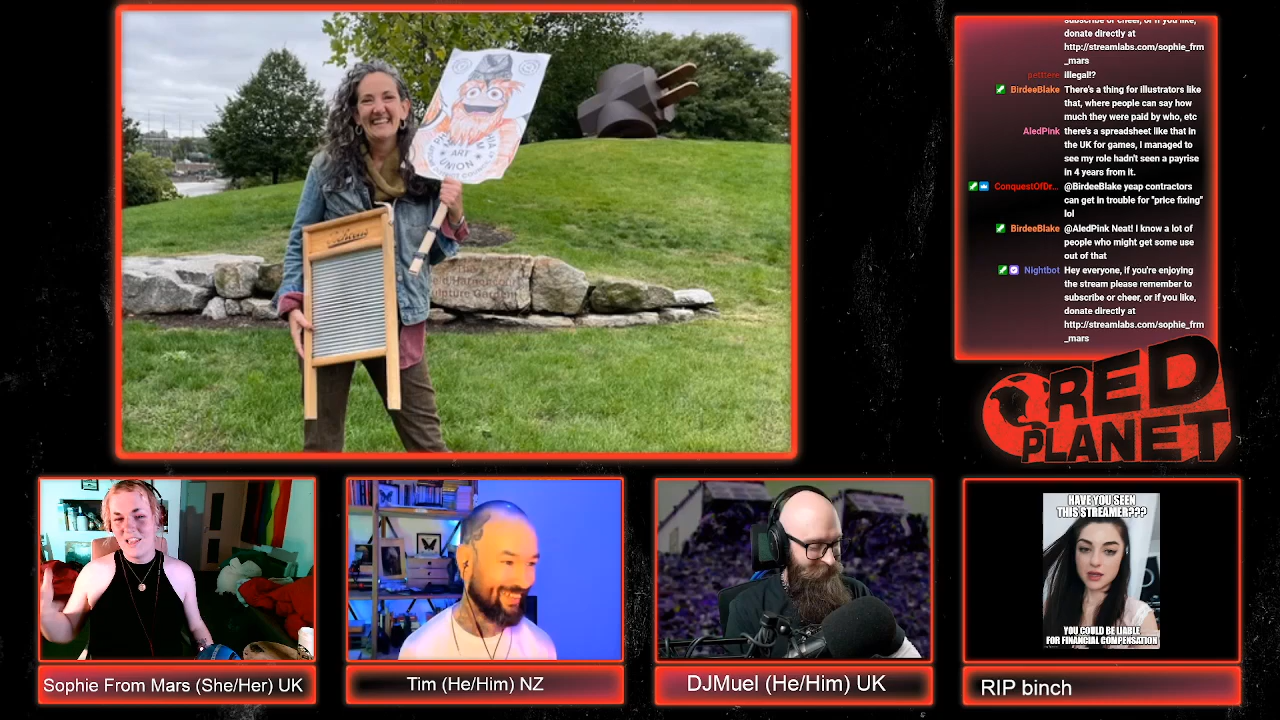 subscribe or cheer, or if you like,
donate directly at
http://streamlabs.com/sophie_frm
_mars
petitere illegal!?
BirdeeBlake There's a thing for illustrators like
that, where people can say how
much they were paid by who, etc
AledPink there's a spreadsheet like that in
the UK for games, I managed to
see my role hadn't seen a payrise
in 4 years from it.
ConquestOfDr... @BirdeeBlake yeap contractors
can get in trouble for "price fixing"
lol
BirdeeBlake @AledPink Neat! I know a lot of
people who might get some use
out of that
Nightbot Hey everyone, if you're enjoying
the stream please remember to
subscribe or cheer, or if you like,
donate directly at
http://streamlabs.com/sophie_frm
_mars
ART
UNION
Sculpture Garden
RED
PLANET
HAVE YOU SEEN
THIS STREAMER???
YOU COULD BE LIABLE
FOR FINANCIAL COMPENSATION
Sophie From Mars (She/Her) UK
Tim (He/Him) NZ
DJMuel (He/Him) UK
RIP binch